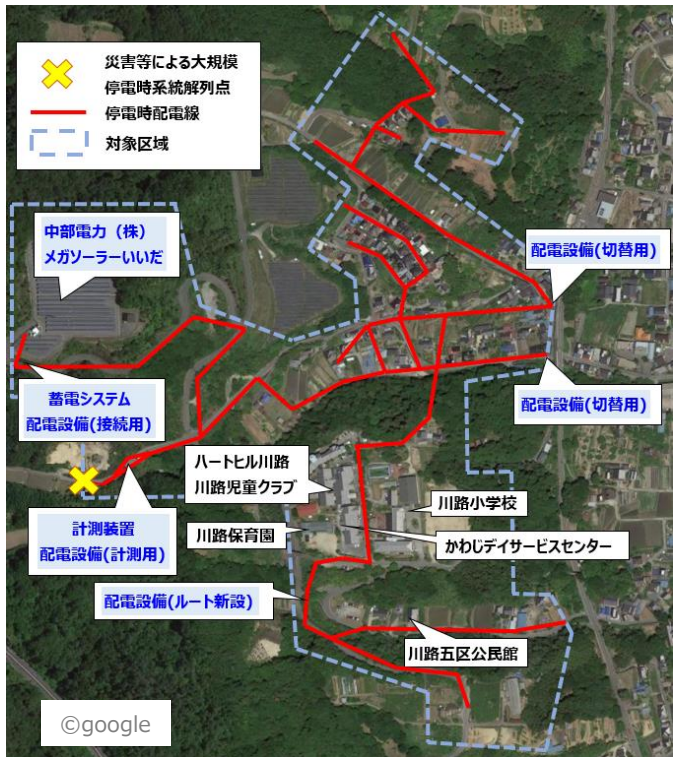 災害等による大規模
停電時系統解列点
停電時配電線
対象区域
中部電力（株）
メガソーラーいいだ
配電設備(切替用)
蓄電システム
配電設備(接続用)
配電設備(切替用)
ハートヒル川路
川路児童クラブ
川路小学校
計測装置
配電設備(計測用)
川路保育園
かわじデイサービスセンター
配電設備(ルート新設)
川路五区公民館
©google